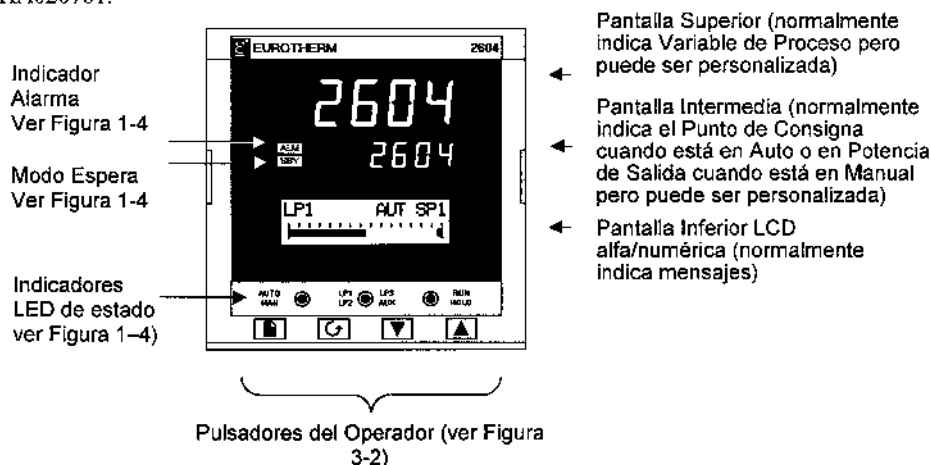 Indicador
Alarma
Ver Figura 1-4
Modo Espera
Ver Figura 1-4
Indicadores
LED de estado
ver Figura 1–4)
EUROTHERM 2604
2604
2604
LP1 AUT SP1
AUTO
MAN
LP1
LP2
LP3
AUX
RUN
HOLD
Pantalla Superior (normalmente
indica Variable de Proceso pero
puede ser personalizada)
Pantalla Intermedia (normalmente
indica el Punto de Consigna
cuando está en Auto o en Potencia
de Salida cuando está en Manual
pero puede ser personalizada)
Pantalla Inferior LCD
alfa/numérica (normalmente
indica mensajes)
Pulsadores del Operador (ver Figura
3-2)